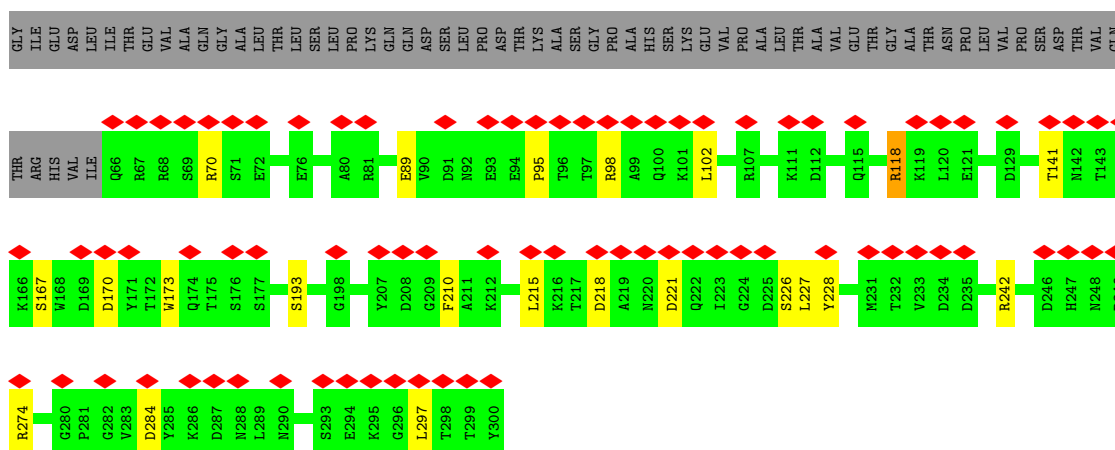 GLY ILE GLU ASP LEU ILE THR GLU VAL ALA GLN GLY ALA LEU THR LEU SER LEU PRO LYS GLN GLN ASP SER LEU PRO ASP THR LYS ALA SER GLY PRO ALA HIS SER LYS GLU VAL PRO ALA LEU THR ALA VAL GLU THR GLY ALA THR ASN PRO LEU VAL PRO SER ASP THR VAL GLN
THR ARG HIS VAL ILE Q66 R67 R68 S69 R70 S71 E72 E76 A80 R81 E89 V90 D91 N92 E93 E94 P95 T96 T97 R98 A99 Q100 K101 L102 R107 K111 D112 Q115 R118 K119 L120 E121 D129 T141 N142 T143
K166 S167 W168 D169 D170 Y171 T172 W173 Q174 T175 S176 S177 S193 G198 Y207 D208 G209 F210 A211 K212 L215 K216 T217 D218 A219 N220 D221 Q222 I223 G224 D225 S226 L227 Y228 M231 T232 V233 D234 D235 R242 D246 H247 N248
R274 G280 P281 G282 V283 D284 Y285 K286 D287 N288 L289 N290 S293 E294 K295 G296 L297 T298 T299 Y300